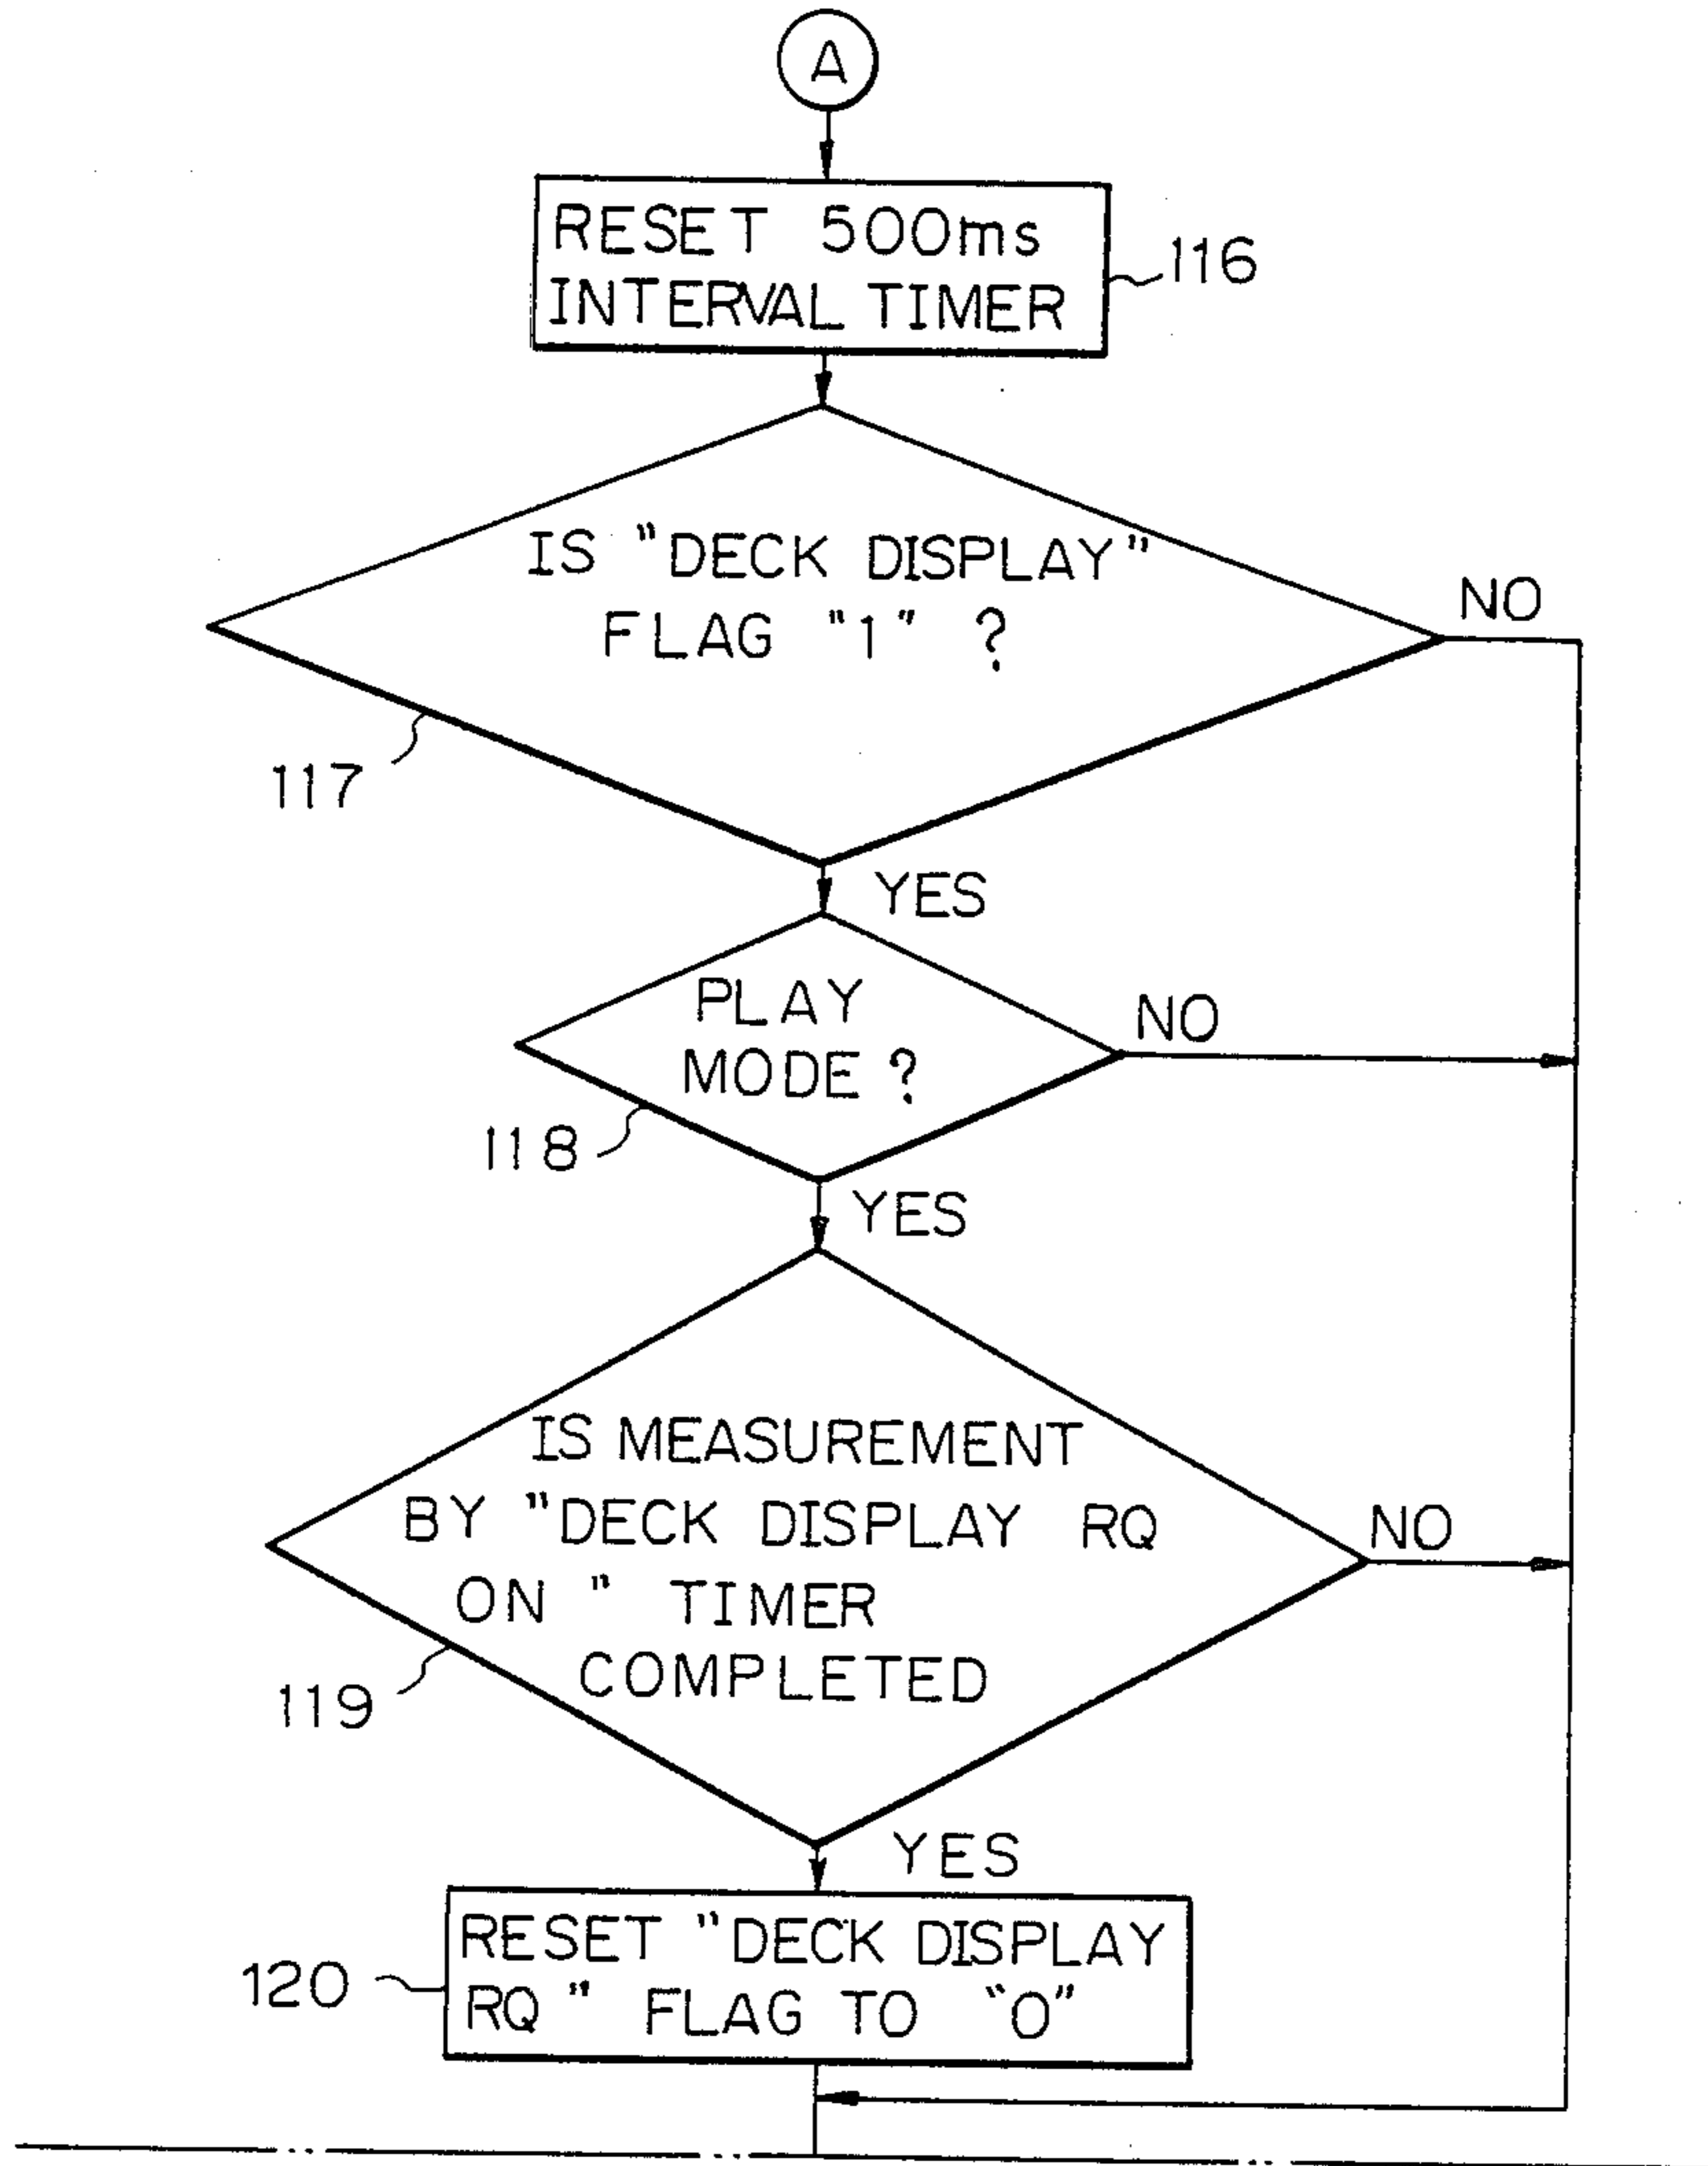 A
RESET 500ms
INTERVAL TIMER
116
IS "DECK DISPLAY"
FLAG "1" ?
NO
117
YES
PLAY
MODE ?
NO
118
YES
IS MEASUREMENT
BY "DECK DISPLAY RQ
ON " TIMER
COMPLETED
NO
119
YES
RESET "DECK DISPLAY
RQ " FLAG TO "0"
120